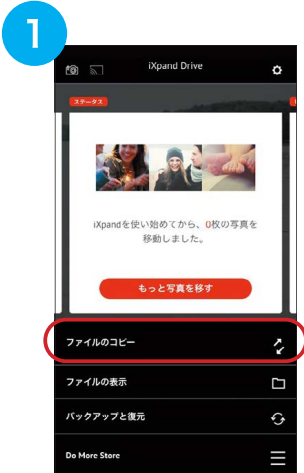 1
iXpand Drive
ステータス
iXpandを使い始めてから、0枚の写真を
移動しました。
もっと写真を移す
ファイルのコピー
ファイルの表示
バックアップと復元
Do More Store